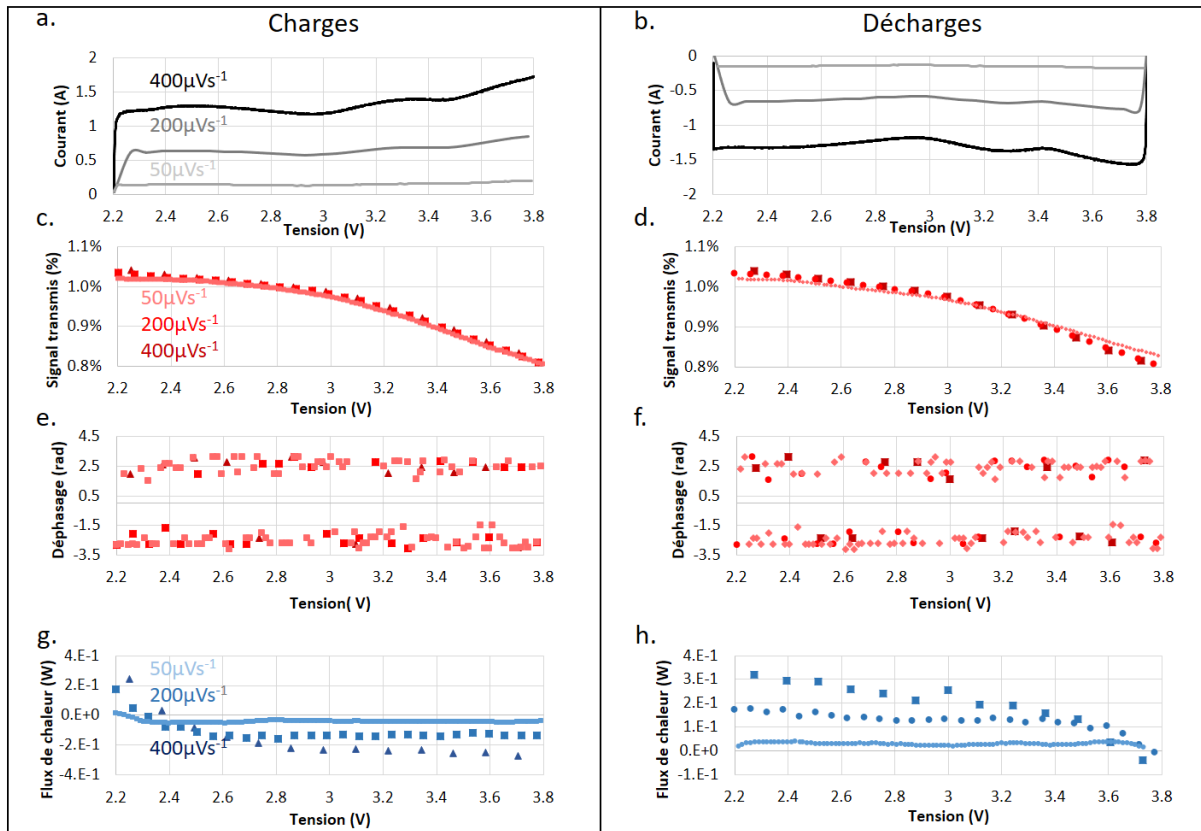 Charges
Décharges
a.
Courant (A)
2
1.5
1
0.5
0
400µVs⁻¹
200µVs⁻¹
50µVs⁻¹
2.2 2.4 2.6 2.8 3 3.2 3.4 3.6 3.8
Tension (V)
b.
Courant (A)
0
-0.5
-1
-1.5
-2
2.2 2.4 2.6 2.8 3 3.2 3.4 3.6 3.8
Tension (V)
c.
Signal transmis (%)
1.1%
1.0%
0.9%
0.8%
50µVs⁻¹
200µVs⁻¹
400µVs⁻¹
2.2 2.4 2.6 2.8 3 3.2 3.4 3.6 3.8
Tension (V)
d.
Signal transmis (%)
1.1%
1.0%
0.9%
0.8%
2.2 2.4 2.6 2.8 3 3.2 3.4 3.6 3.8
Tension (V)
e.
Déphasage (rad)
4.5
2.5
0.5
-1.5
-3.5
2.2 2.4 2.6 2.8 3 3.2 3.4 3.6 3.8
Tension( V)
f.
Déphasage (rad)
4.5
2.5
0.5
-1.5
-3.5
2.2 2.4 2.6 2.8 3 3.2 3.4 3.6 3.8
Tension (V)
g.
Flux de chaleur (W)
4.E-1
2.E-1
0.E+0
-2.E-1
-4.E-1
50µVs⁻¹
200µVs⁻¹
400µVs⁻¹
2.2 2.4 2.6 2.8 3 3.2 3.4 3.6 3.8
Tension (V)
h.
Flux de chaleur (W)
4.E-1
3.E-1
2.E-1
1.E-1
0.E+0
-1.E-1
2.2 2.4 2.6 2.8 3 3.2 3.4 3.6 3.8
Tension (V)